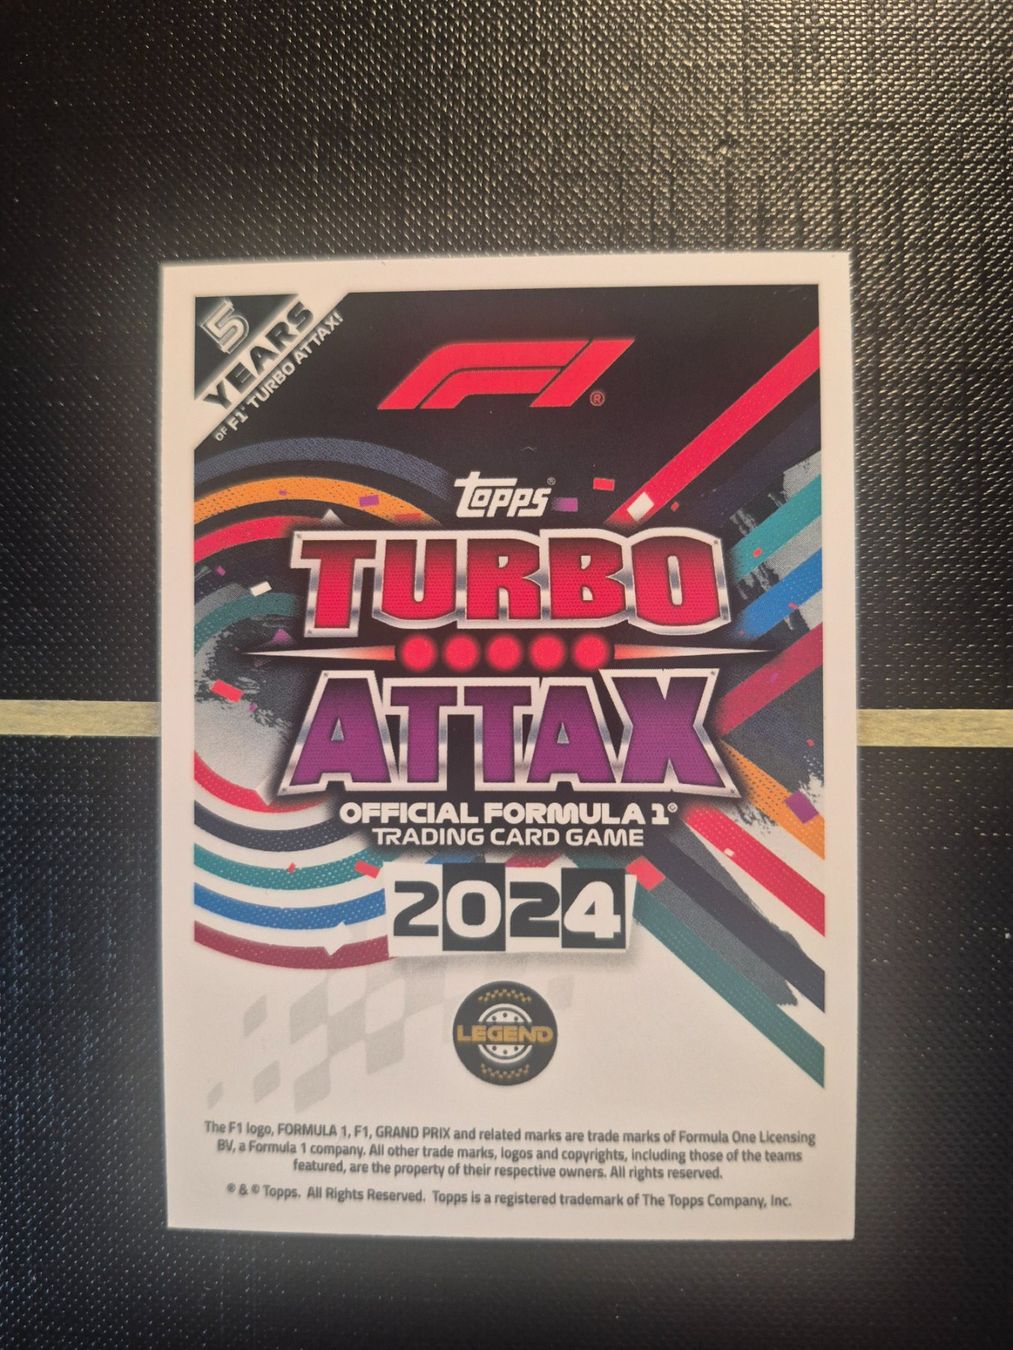 5
YEARS
OF F1® TURBO ATTAX!
F1®
Topps®
TURBO
ATTAX
OFFICIAL FORMULA 1®
TRADING CARD GAME
2024
LEGEND
The F1 logo, FORMULA 1, F1, GRAND PRIX and related marks are trade marks of Formula One Licensing
BV, a Formula 1 company. All other trade marks, logos and copyrights, including those of the teams
featured, are the property of their respective owners. All rights reserved.
® & © Topps. All Rights Reserved. Topps is a registered trademark of The Topps Company, Inc.